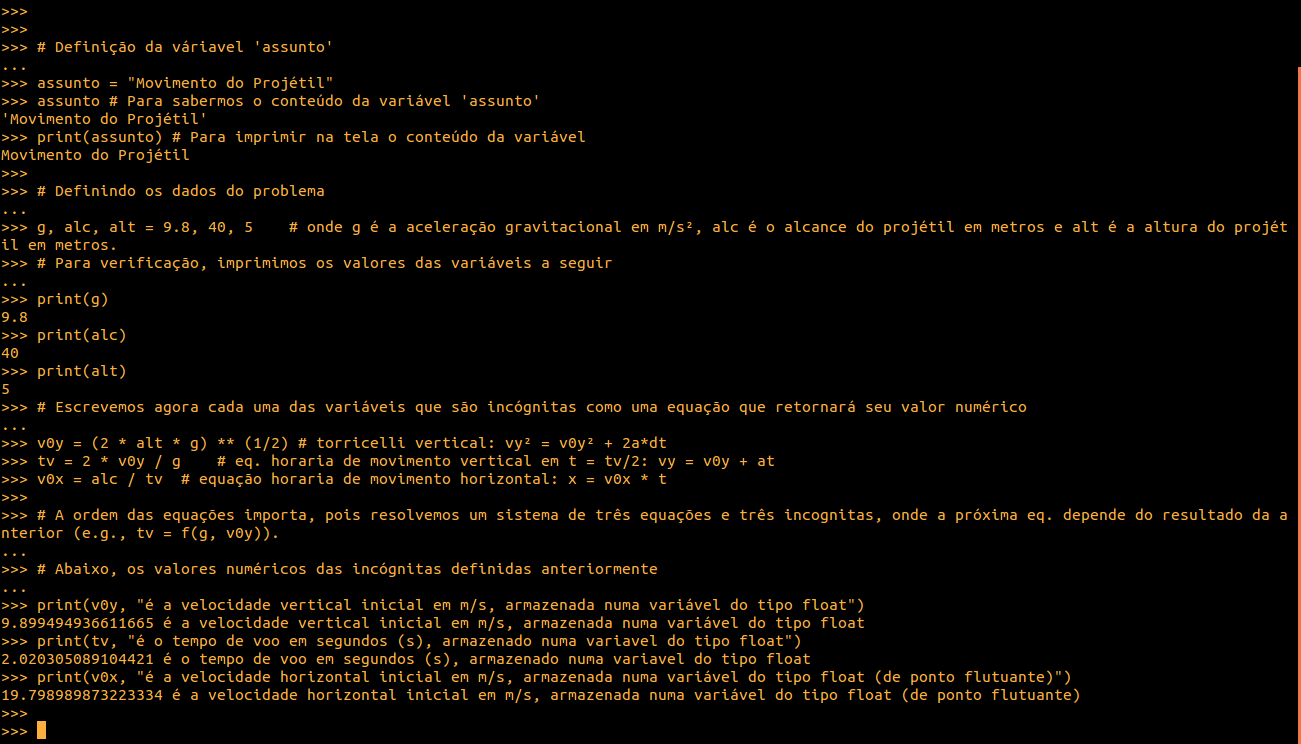 >>>
>>>
>>> # Definição da váriavel 'assunto'
...
>>> assunto = "Movimento do Projétil"
>>> assunto # Para sabermos o conteúdo da variável 'assunto'
'Movimento do Projétil'
>>> print(assunto) # Para imprimir na tela o conteúdo da variável
Movimento do Projétil
>>>
>>> # Definindo os dados do problema
...
>>> g, alc, alt = 9.8, 40, 5    # onde g é a aceleração gravitacional em m/s², alc é o alcance do projétil em metros e alt é a altura do projét
il em metros.
>>> # Para verificação, imprimimos os valores das variáveis a seguir
...
>>> print(g)
9.8
>>> print(alc)
40
>>> print(alt)
5
>>> # Escrevemos agora cada uma das variáveis que são incógnitas como uma equação que retornará seu valor numérico
...
>>> v0y = (2 * alt * g) ** (1/2) # torricelli vertical: vy² = v0y² + 2a*dt
>>> tv = 2 * v0y / g    # eq. horaria de movimento vertical em t = tv/2: vy = v0y + at
>>> v0x = alc / tv  # equação horaria de movimento horizontal: x = v0x * t
>>>
>>> # A ordem das equações importa, pois resolvemos um sistema de três equações e três incognitas, onde a próxima eq. depende do resultado da a
nterior (e.g., tv = f(g, v0y)).
...
>>> # Abaixo, os valores numéricos das incógnitas definidas anteriormente
...
>>> print(v0y, "é a velocidade vertical inicial em m/s, armazenada numa variável do tipo float")
9.899494936611665 é a velocidade vertical inicial em m/s, armazenada numa variável do tipo float
>>> print(tv, "é o tempo de voo em segundos (s), armazenado numa variavel do tipo float")
2.020305089104421 é o tempo de voo em segundos (s), armazenado numa variavel do tipo float
>>> print(v0x, "é a velocidade horizontal inicial em m/s, armazenada numa variável do tipo float (de ponto flutuante)")
19.798989873223334 é a velocidade horizontal inicial em m/s, armazenada numa variável do tipo float (de ponto flutuante)
>>>
>>>